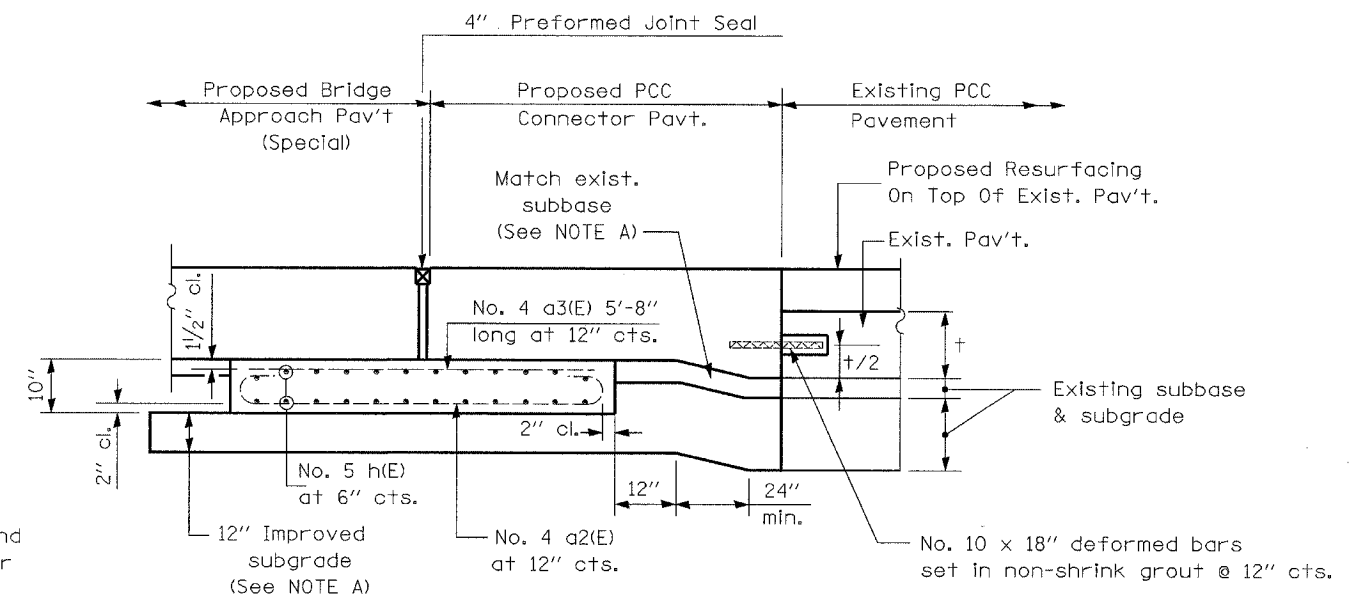 4" Preformed Joint Seal
Proposed Bridge
Approach Pav't
(Special)
Proposed PCC
Connector Pavt.
Existing PCC
Pavement
Match exist.
subbase
(See NOTE A)
Proposed Resurfacing
On Top Of Exist. Pav't.
Exist. Pav't.
1½" cl.
No. 4 a3(E) 5'-8"
long at 12" cts.
t
t/2
10"
Existing subbase
& subgrade
2" cl.
2" cl.
No. 5 h(E)
at 6" cts.
12"
24"
min.
nd
r
12" Improved
subgrade
(See NOTE A)
No. 4 a2(E)
at 12" cts.
No. 10 x 18" deformed bars
set in non-shrink grout @ 12" cts.